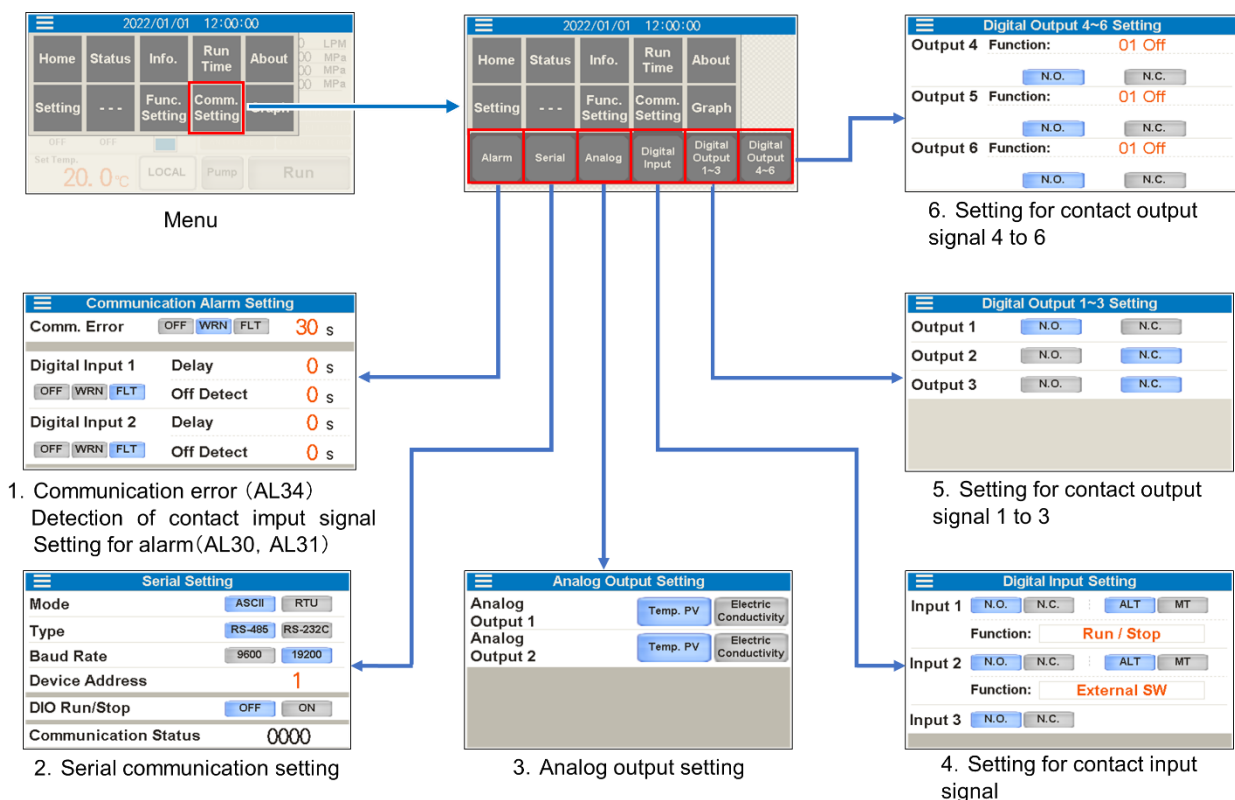 2022/01/01 12:00:00
Home Status Info. Run Time About
LPM
MPa
MPa
MPa
Setting --- Func. Setting Comm. Setting Graph
OFF OFF
Set Temp.
20.0℃ LOCAL Pump Run
Menu
2022/01/01 12:00:00
Home Status Info. Run Time About
Setting --- Func. Setting Comm. Setting Graph
Alarm Serial Analog Digital Input Digital Output 1~3 Digital Output 4~6
Digital Output 4~6 Setting
Output 4 Function: 01 Off
N.O. N.C.
Output 5 Function: 01 Off
N.O. N.C.
Output 6 Function: 01 Off
N.O. N.C.
6. Setting for contact output
signal 4 to 6
Communication Alarm Setting
Comm. Error OFF WRN FLT 30 s
Digital Input 1 Delay 0 s
OFF WRN FLT Off Detect 0 s
Digital Input 2 Delay 0 s
OFF WRN FLT Off Detect 0 s
1. Communication error (AL34)
Detection of contact imput signal
Setting for alarm(AL30, AL31)
Digital Output 1~3 Setting
Output 1 N.O. N.C.
Output 2 N.O. N.C.
Output 3 N.O. N.C.
5. Setting for contact output
signal 1 to 3
Serial Setting
Mode ASCII RTU
Type RS-485 RS-232C
Baud Rate 9600 19200
Device Address 1
DIO Run/Stop OFF ON
Communication Status 0000
2. Serial communication setting
Analog Output Setting
Analog Output 1 Temp. PV Electric Conductivity
Analog Output 2 Temp. PV Electric Conductivity
3. Analog output setting
Digital Input Setting
Input 1 N.O. N.C. : ALT MT
Function: Run / Stop
Input 2 N.O. N.C. : ALT MT
Function: External SW
Input 3 N.O. N.C.
4. Setting for contact input
signal